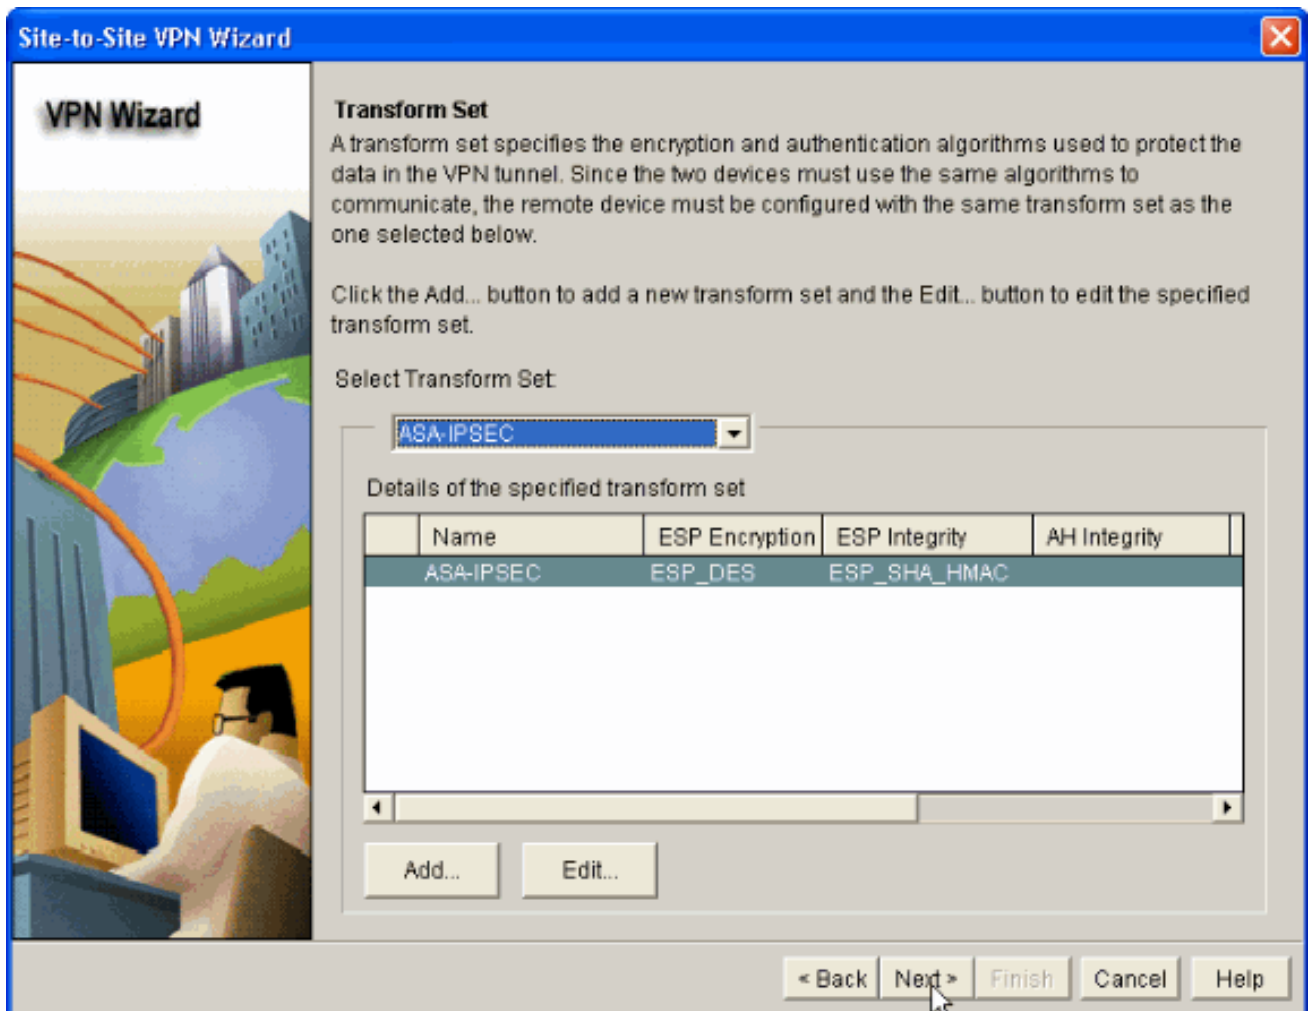 Site-to-Site VPN Wizard
VPN Wizard
Transform Set
A transform set specifies the encryption and authentication algorithms used to protect the
data in the VPN tunnel. Since the two devices must use the same algorithms to
communicate, the remote device must be configured with the same transform set as the
one selected below.
Click the Add... button to add a new transform set and the Edit... button to edit the specified
transform set.
Select Transform Set:
ASA-IPSEC
Details of the specified transform set
Name ESP Encryption ESP Integrity AH Integrity
ASA-IPSEC ESP_DES ESP_SHA_HMAC
Add... Edit...
< Back Next > Finish Cancel Help